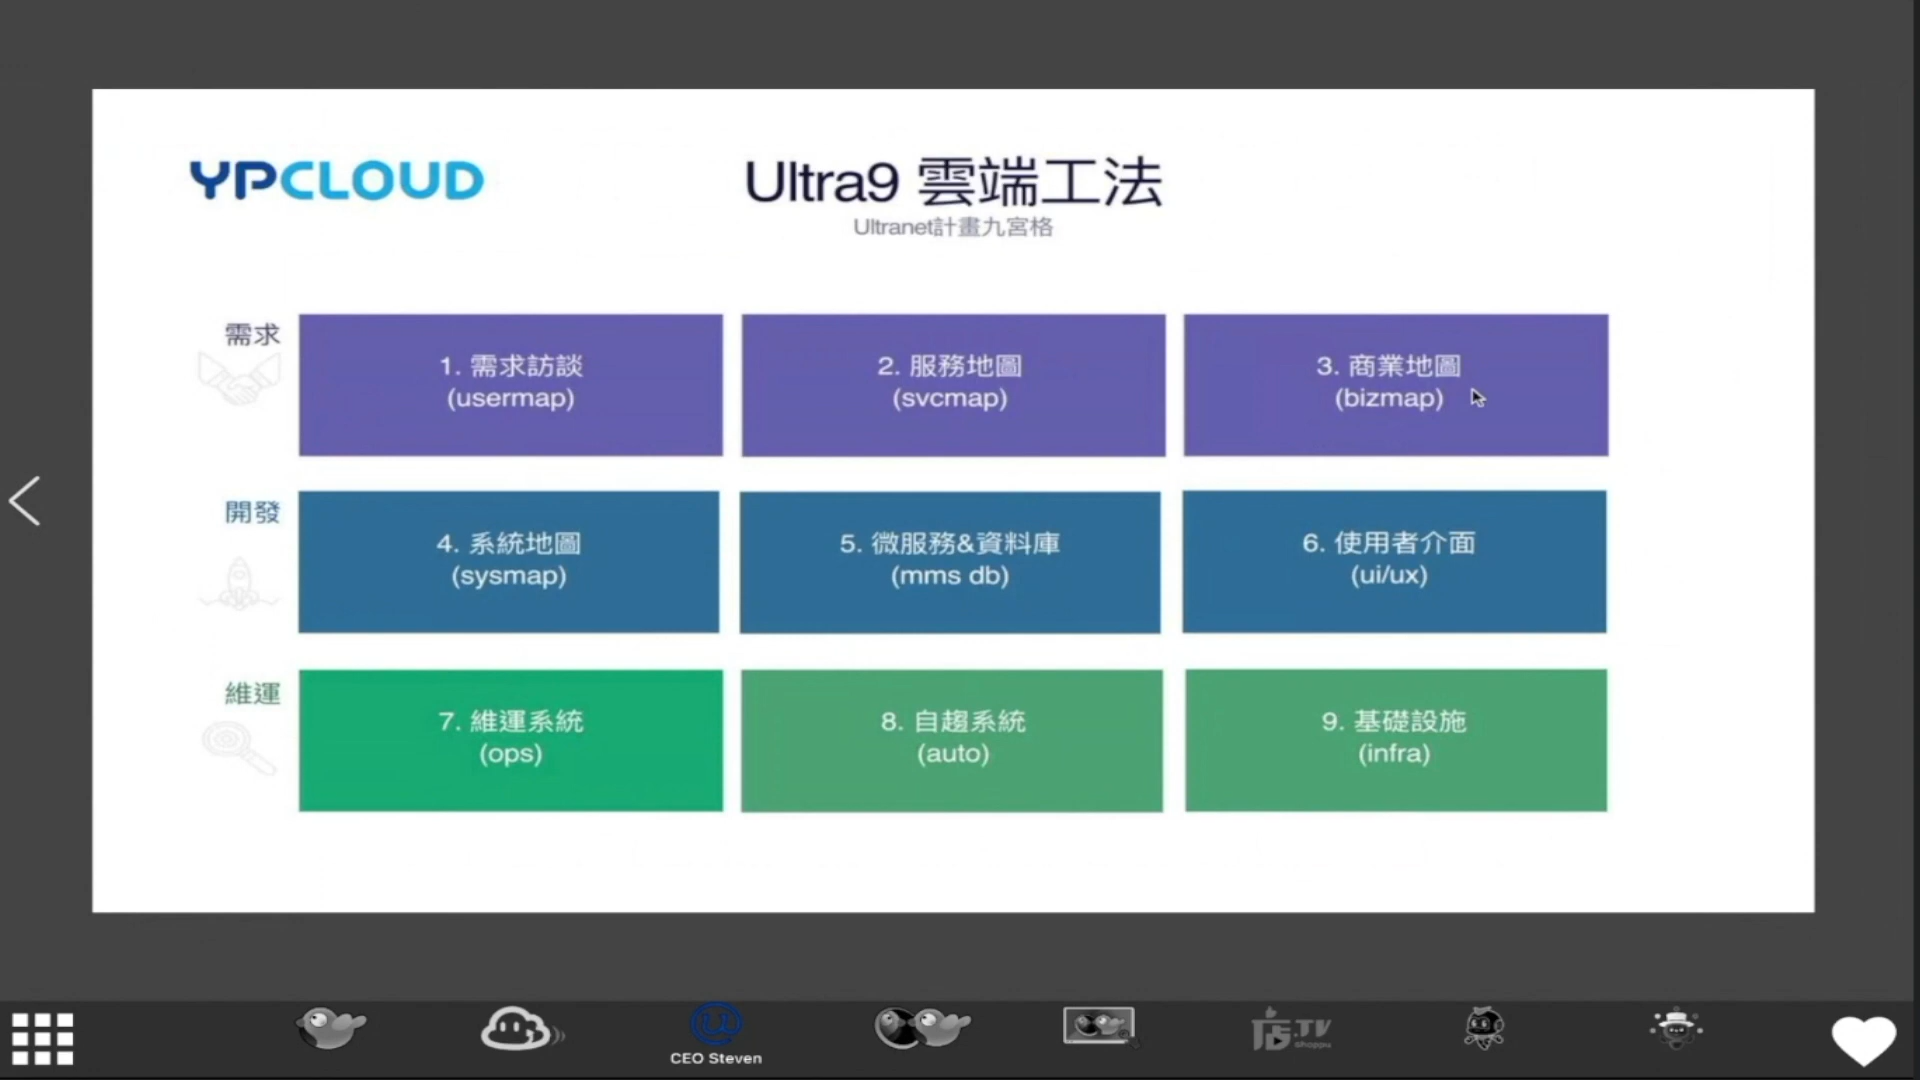 YPCLOUD
Ultra9 雲端工法
Ultranet計畫九宮格
需求
1. 需求訪談
(usermap)
2. 服務地圖
(svcmap)
3. 商業地圖
(bizmap)
開發
4. 系統地圖
(sysmap)
5. 微服務&資料庫
(mms db)
6. 使用者介面
(ui/ux)
維運
7. 維運系統
(ops)
8. 自趨系統
(auto)
9. 基礎設施
(infra)
CEO Steven
店.TV